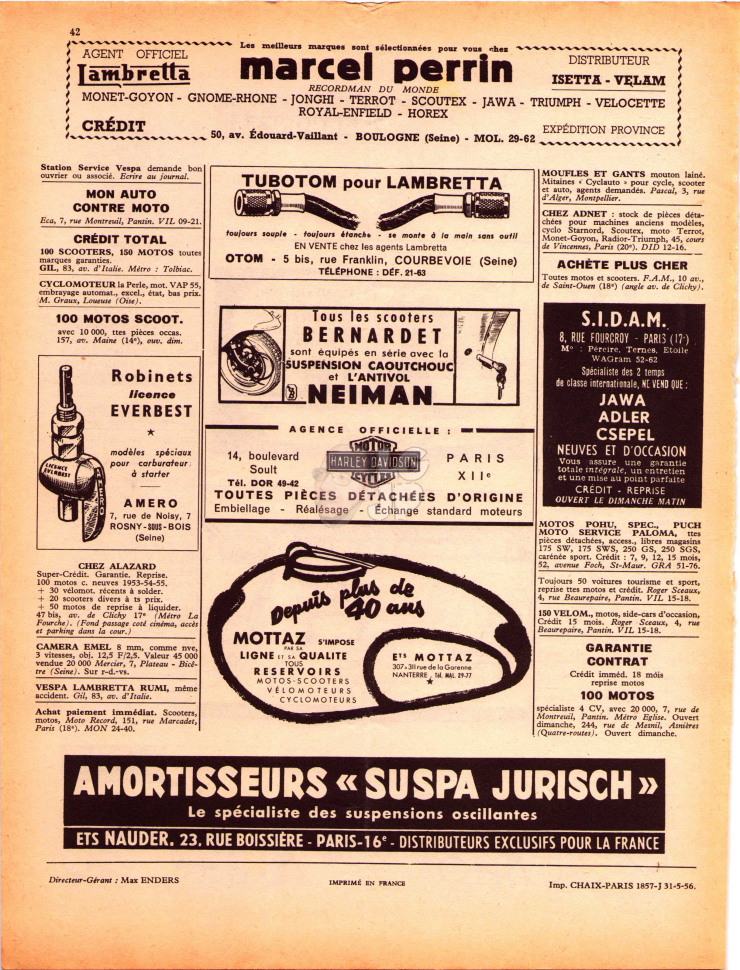 42
Les meilleurs marques sont sélectionnées pour vous chez
AGENT OFFICIEL
Lambretta
marcel perrin
RECORDMAN DU MONDE
DISTRIBUTEUR
ISETTA - VELAM
MONET-GOYON - GNOME-RHONE - JONGHI - TERROT - SCOUTEX - JAWA - TRIUMPH - VELOCETTE
ROYAL-ENFIELD - HOREX
CRÉDIT
50, av. Édouard-Vaillant - BOULOGNE (Seine) - MOL. 29-62
EXPÉDITION PROVINCE
Station Service Vespa demande bon
ouvrier ou associé. Ecrire au journal.
MON AUTO
CONTRE MOTO
Eca, 7, rue Montreuil, Pantin. VIL 09-21.
CRÉDIT TOTAL
100 SCOOTERS, 150 MOTOS toutes
marques garanties.
GIL, 83, av. d'Italie. Métro : Tolbiac.
CYCLOMOTEUR la Perle, mot. VAP 55,
embrayage automat., excel., état, bas prix.
M. Graux, Loueuse (Oise).
100 MOTOS SCOOT.
avec 10 000, ttes pièces occas.
157, av. Maine (14e), ouv. dim.
Robinets
licence
EVERBEST
★
modèles spéciaux
pour carburateur
à starter
AMERO
7, rue de Noisy, 7
ROSNY-SOUS-BOIS
(Seine)
LICENCE
EVERBEST
AMERO
CHEZ ALAZARD
Super-Crédit. Garantie. Reprise.
100 motos c. neuves 1953-54-55.
+ 30 vélomot. récents à solder.
+ 20 scooters divers à ts prix.
+ 50 motos de reprise à liquider.
47 bis, av. de Clichy 17e (Métro La
Fourche). (Fond passage coté cinéma, accès
et parking dans la cour.)
CAMERA EMEL 8 mm, comme nve,
3 vitesses, obj. 12,5 F/2,5. Valeur 45 000
vendue 20 000 Mercier, 7, Plateau - Bicê-
tre (Seine). Sur r-d.-vs.
VESPA LAMBRETTA RUMI, même
accident. Gil, 83, av. d'Italie.
Achat paiement immédiat. Scooters,
motos, Moto Record, 151, rue Marcadet,
Paris (18e). MON 24-40.
TUBOTOM pour LAMBRETTA
toujours souple - toujours étanche - se monte à la main sans outil
EN VENTE chez les agents Lambretta
OTOM - 5 bis, rue Franklin, COURBEVOIE (Seine)
TÉLÉPHONE : DÉF. 21-63
Tous les scooters
BERNARDET
sont équipés en série avec la
SUSPENSION CAOUTCHOUC
et L'ANTIVOL
NEIMAN
AGENCE OFFICIELLE :
14, boulevard
Soult
Tél. DOR 49-42
MOTOR
HARLEY-DAVIDSON
CYCLES
PARIS
XIIe
TOUTES PIÈCES DÉTACHÉES D'ORIGINE
Embiellage - Réalésage - Échange standard moteurs
Depuis plus de
40 ans
MOTTAZ S'IMPOSE
PAR SA
LIGNE ET SA QUALITE
TOUS
RESERVOIRS
MOTOS-SCOOTERS
VÉLOMOTEURS
CYCLOMOTEURS
ETS MOTTAZ
307 & 311 rue de la Garenne
NANTERRE, Tél. MAL. 29-77
★
MOUFLES ET GANTS mouton lainé.
Mitaines « Cyclauto » pour cycle, scooter
et auto, agents demandés. Pascal, 3, rue
d'Alger, Montpellier.
CHEZ ADNET : stock de pièces déta-
chées pour machines anciens modèles,
cyclo Starnord, Scoutex, moto Terrot,
Monet-Goyon, Radior-Triumph, 45, cours
de Vincennes, Paris (20e). DID 12-16.
ACHÈTE PLUS CHER
Toutes motos et scooters. F.A.M., 10 av.,
de Saint-Ouen (18e) (angle av. de Clichy).
S.I.D.A.M.
8, RUE FOURCROY - PARIS (17e)
Mo : Péreire, Ternes, Etoile
WAGram 52-62
Spécialiste des 2 temps
de classe internationale, NE VEND QUE :
JAWA
ADLER
CSEPEL
NEUVES ET D'OCCASION
Vous assure une garantie
totale intégrale, un entretien
et une mise au point parfaite
CRÉDIT - REPRISE
OUVERT LE DIMANCHE MATIN
MOTOS POHU, SPEC., PUCH
MOTO SERVICE PALOMA, ttes
pièces détachées, access., libres magasins
175 SW, 175 SWS, 250 GS, 250 SGS,
carénée, sport. Crédit : 7, 9, 12, 15 mois,
52, avenue Foch, St-Maur. GRA 51-76.
Toujours 50 voitures tourisme et sport,
reprise ttes motos et crédit. Roger Sceaux,
4, rue Beaurepaire, Pantin. VIL 15-18.
150 VELOM., motos, side-cars d'occasion,
Crédit 15 mois. Roger Sceaux, 4, rue
Beaurepaire, Pantin. VIL 15-18.
GARANTIE
CONTRAT
Crédit imméd. 18 mois
reprise motos
100 MOTOS
spécialiste 4 CV, avec 20 000, 7, rue de
Montreuil, Pantin. Métro Eglise. Ouvert
dimanche, 244, rue de Mesnil, Asnières
(Quatre-routes). Ouvert dimanche.
AMORTISSEURS « SUSPA JURISCH »
Le spécialiste des suspensions oscillantes
ETS NAUDER. 23, RUE BOISSIÈRE - PARIS-16e - DISTRIBUTEURS EXCLUSIFS POUR LA FRANCE
Directeur-Gérant : Max ENDERS
IMPRIMÉ EN FRANCE
Imp. CHAIX-PARIS 1857-J 31-5-56.